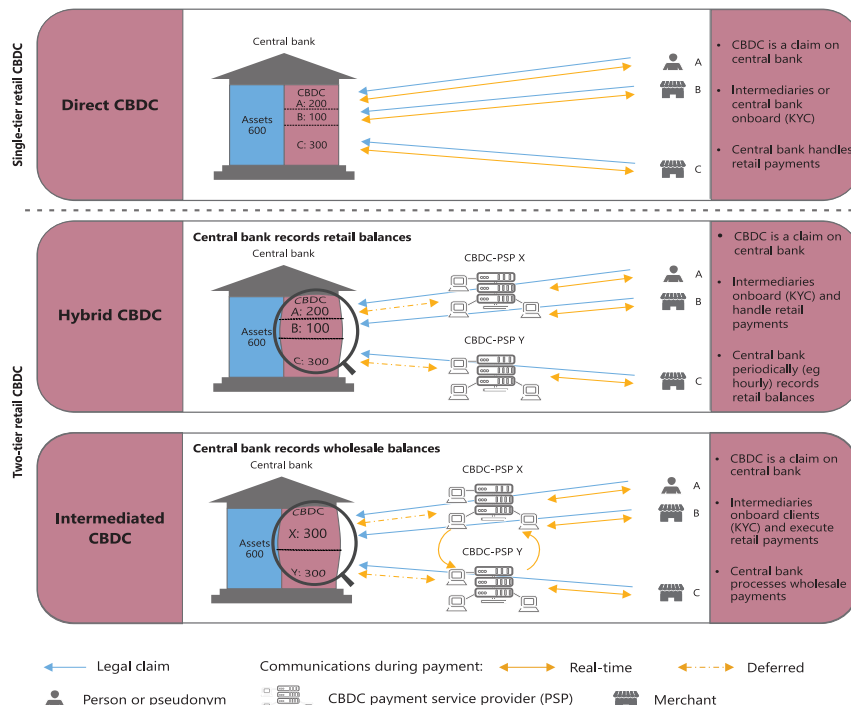 Single-tier retail CBDC
Direct CBDC
Central bank
Assets
600
CBDC
A: 200
B: 100
C: 300
A
B
C
• CBDC is a claim on
central bank
• Intermediaries or
central bank
onboard (KYC)
• Central bank handles
retail payments
Two-tier retail CBDC
Hybrid CBDC
Central bank records retail balances
Central bank
Assets
600
CBDC
A: 200
B: 100
C: 300
CBDC-PSP X
CBDC-PSP Y
A
B
C
• CBDC is a claim on
central bank
• Intermediaries
onboard (KYC) and
handle retail
payments
• Central bank
periodically (eg
hourly) records
retail balances
Intermediated
CBDC
Central bank records wholesale balances
Central bank
Assets
600
CBDC
X: 300
Y: 300
CBDC-PSP X
CBDC-PSP Y
A
B
C
• CBDC is a claim on
central bank
• Intermediaries
onboard clients
(KYC) and execute
retail payments
• Central bank
processes wholesale
payments
Legal claim
Communications during payment:
Real-time
Deferred
Person or pseudonym
CBDC payment service provider (PSP)
Merchant